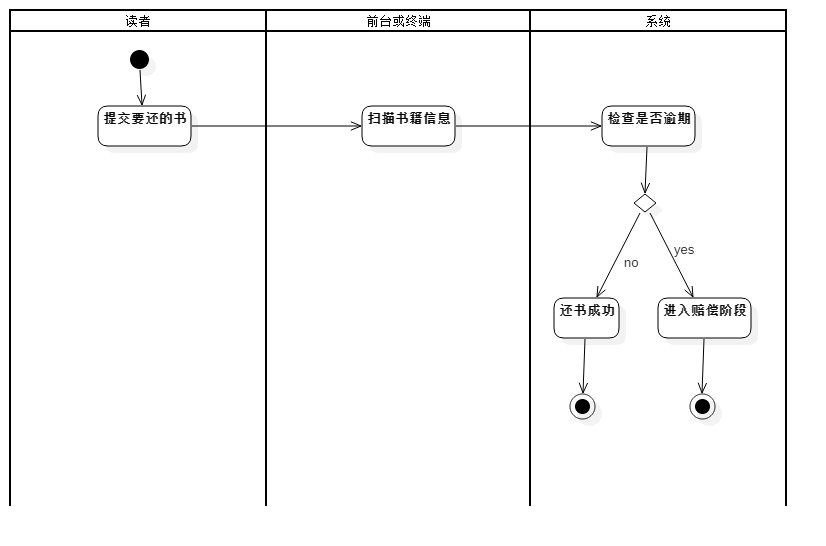 读者
前台或终端
系统
提交要还的书
扫描书籍信息
检查是否逾期
no
yes
还书成功
进入赔偿阶段